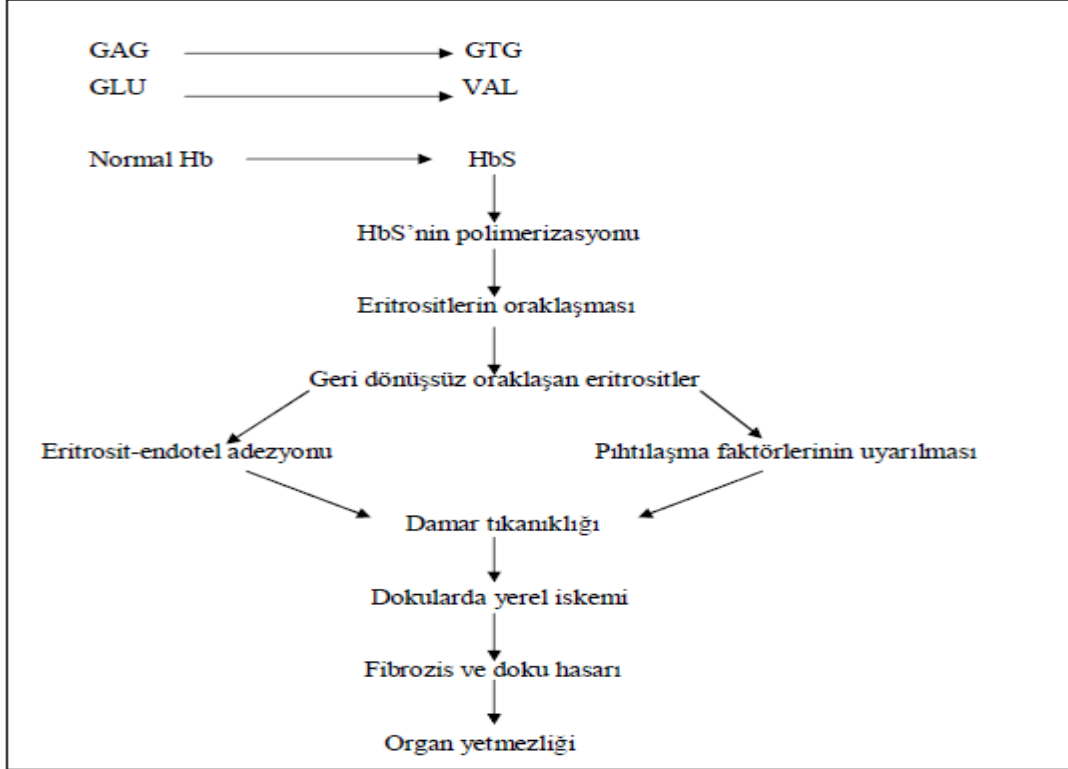 GAG GTG
GLU VAL
Normal Hb HbS
HbS’nin polimerizasyonu
Eritrositlerin oraklaşması
Geri dönüşsüz oraklaşan eritrositler
Eritrosit-endotel adezyonu Pıhtılaşma faktörlerinin uyarılması
Damar tıkanıklığı
Dokularda yerel iskemi
Fibrozis ve doku hasarı
Organ yetmezliği